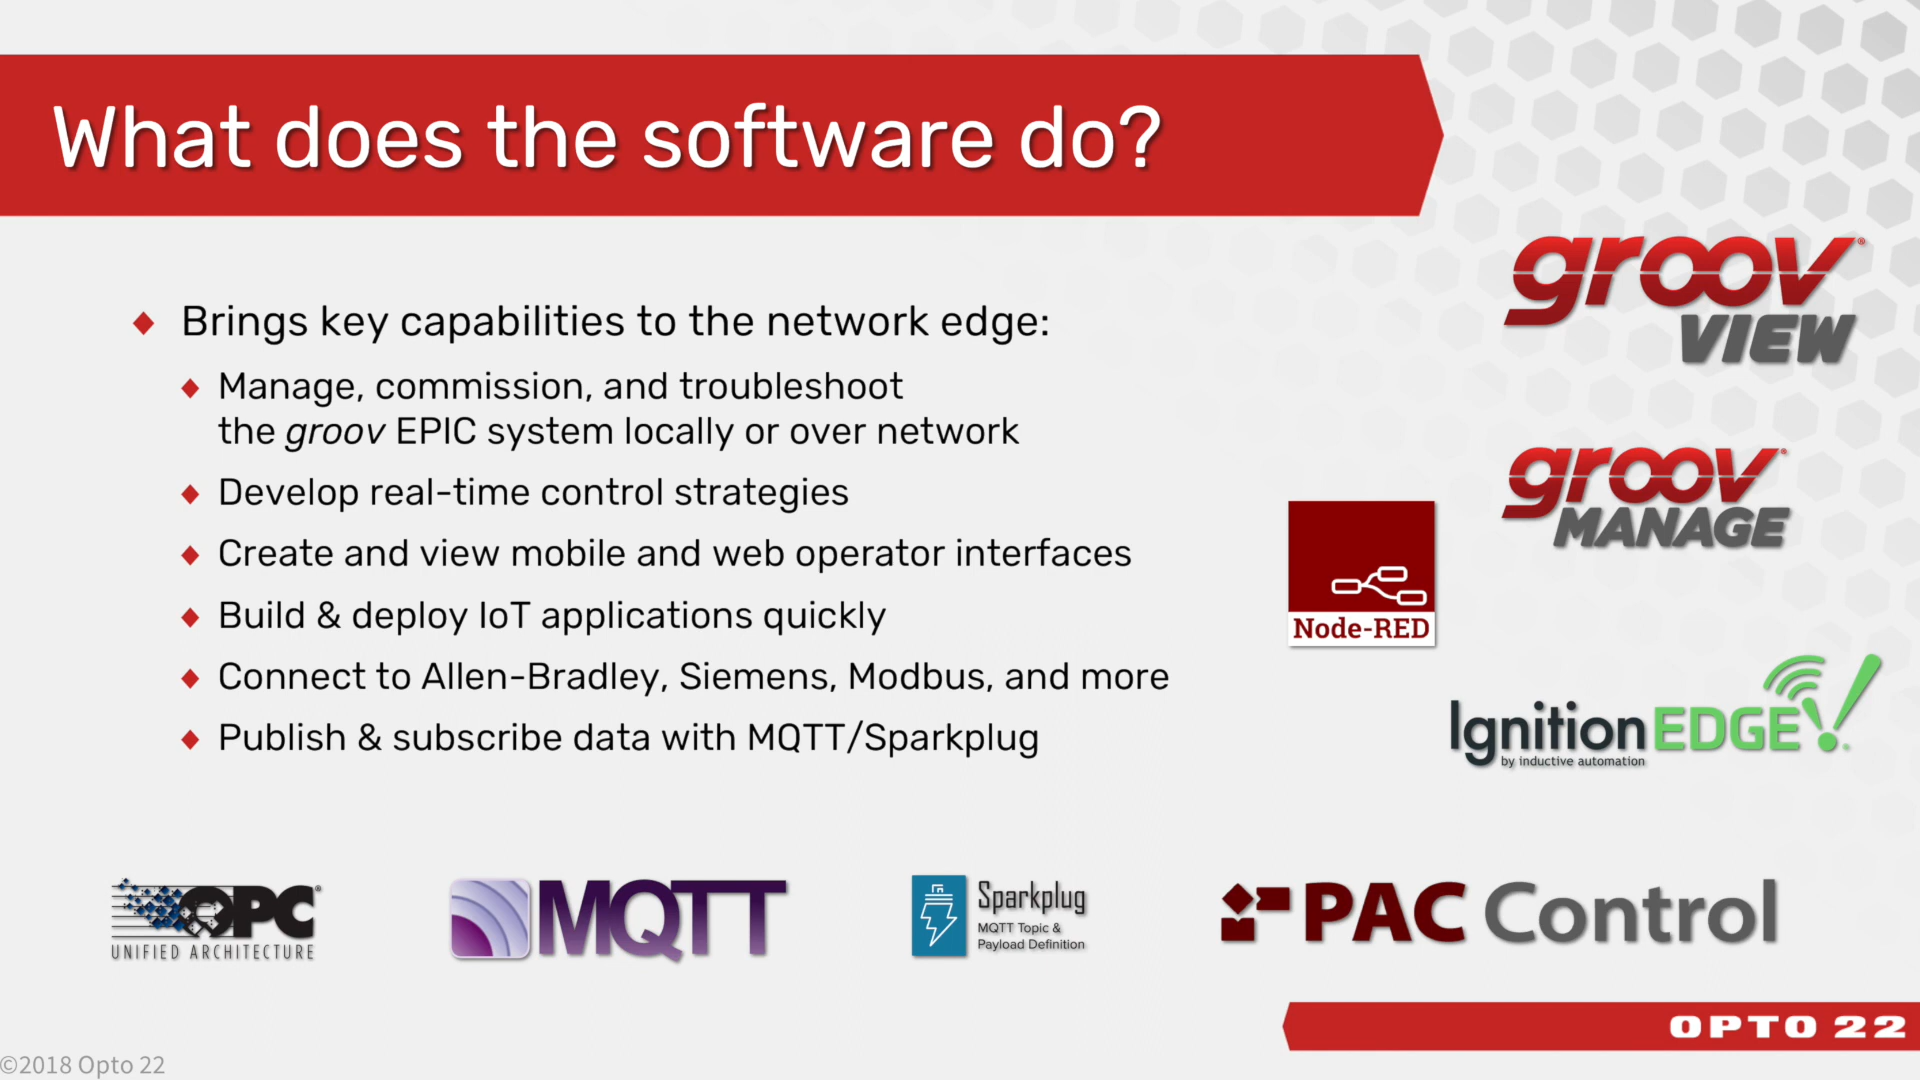 What does the software do?
Brings key capabilities to the network edge:
Manage, commission, and troubleshoot
the groov EPIC system locally or over network
Develop real-time control strategies
Create and view mobile and web operator interfaces
Build & deploy IoT applications quickly
Connect to Allen-Bradley, Siemens, Modbus, and more
Publish & subscribe data with MQTT/Sparkplug
groov®
VIEW
groov®
MANAGE
Node-RED
Ignition EDGE!
by inductive automation
OPC®
UNIFIED ARCHITECTURE
MQTT
Sparkplug
MQTT Topic &
Payload Definition
PAC Control
OPTO 22
©2018 Opto 22